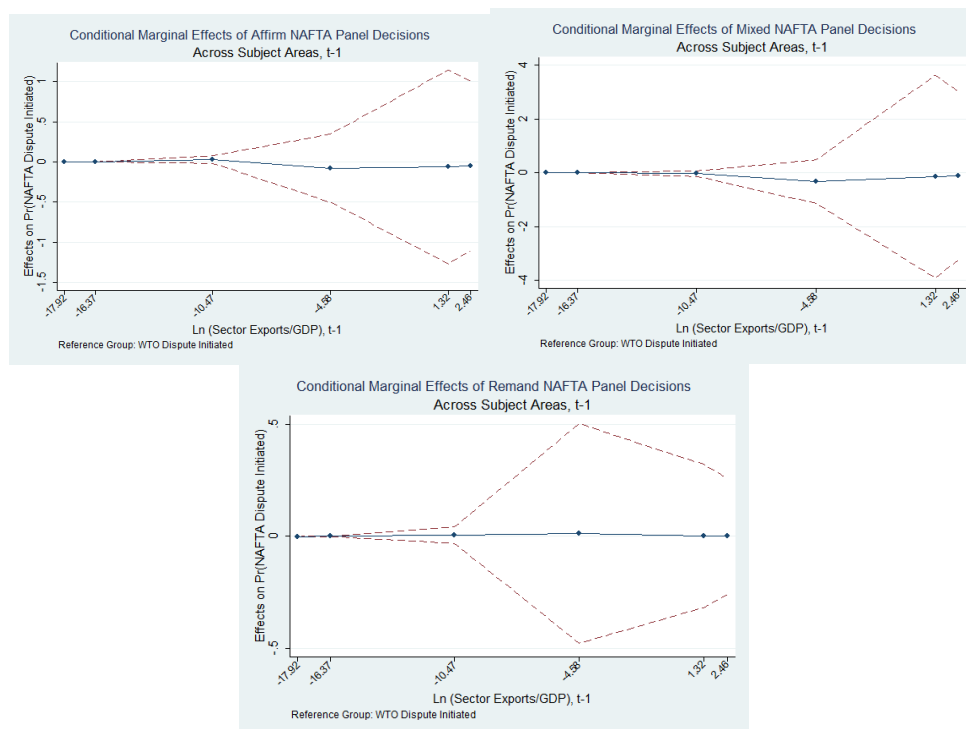 Conditional Marginal Effects of Affirm NAFTA Panel Decisions
Across Subject Areas, t-1
Effects on Pr(NAFTA Dispute Initiated)
1
.5
0
-.5
-1
-1.5
-17.92
-16.37
-10.47
-4.58
1.32
2.46
Ln (Sector Exports/GDP), t-1
Reference Group: WTO Dispute Initiated
Conditional Marginal Effects of Mixed NAFTA Panel Decisions
Across Subject Areas, t-1
Effects on Pr(NAFTA Dispute Initiated)
4
2
0
-2
-4
-17.92
-16.37
-10.47
-4.58
1.32
2.46
Ln (Sector Exports/GDP), t-1
Reference Group: WTO Dispute Initiated
Conditional Marginal Effects of Remand NAFTA Panel Decisions
Across Subject Areas, t-1
Effects on Pr(NAFTA Dispute Initiated)
.5
0
-.5
-17.92
-16.37
-10.47
-4.58
1.32
2.46
Ln (Sector Exports/GDP), t-1
Reference Group: WTO Dispute Initiated